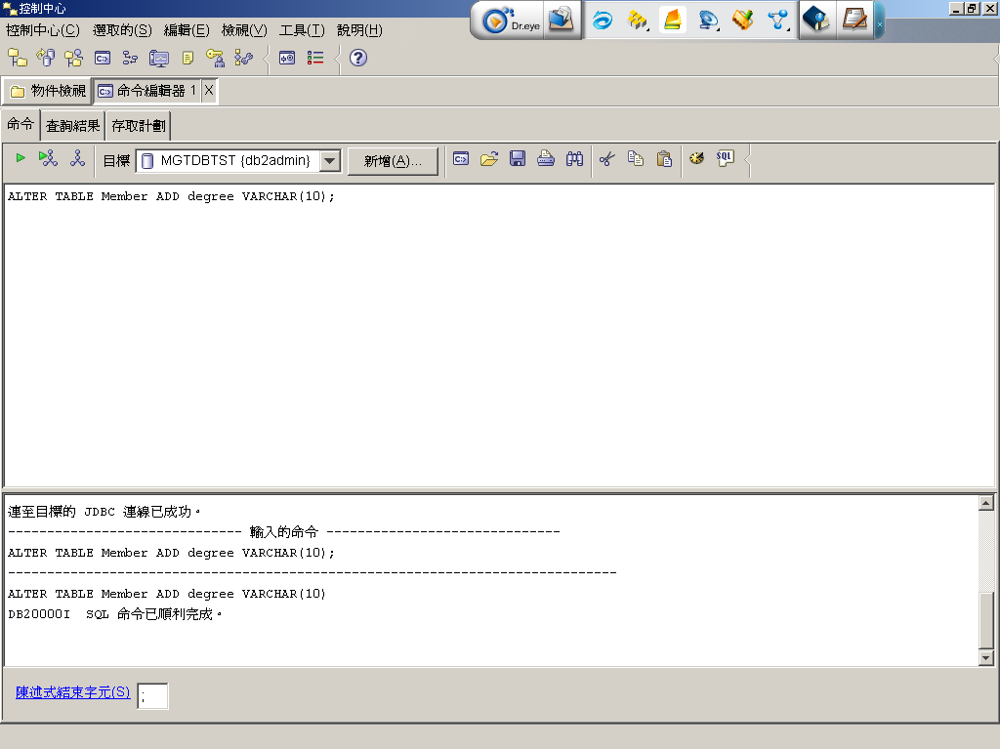 控制中心
控制中心(C) 選取的(S) 編輯(E) 檢視(V) 工具(T) 說明(H)
Dr.eye
物件檢視 命令編輯器 1 X
命令 查詢結果 存取計劃
目標 MGTDBTST {db2admin} 新增(A)... SQL
ALTER TABLE Member ADD degree VARCHAR(10);
連至目標的 JDBC 連線已成功。
------------------------------ 輸入的命令 ------------------------------
ALTER TABLE Member ADD degree VARCHAR(10);
------------------------------------------------------------------------------
ALTER TABLE Member ADD degree VARCHAR(10)
DB20000I  SQL 命令已順利完成。
陳述式結束字元(S) ;